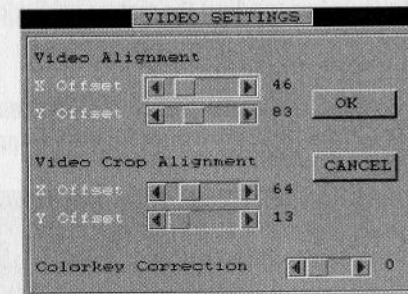 VIDEO SETTINGS
Video Alignment
X Offset 46
Y Offset 83
OK
Video Crop Alignment
CANCEL
X Offset 64
Y Offset 13
Colorkey Correction 0